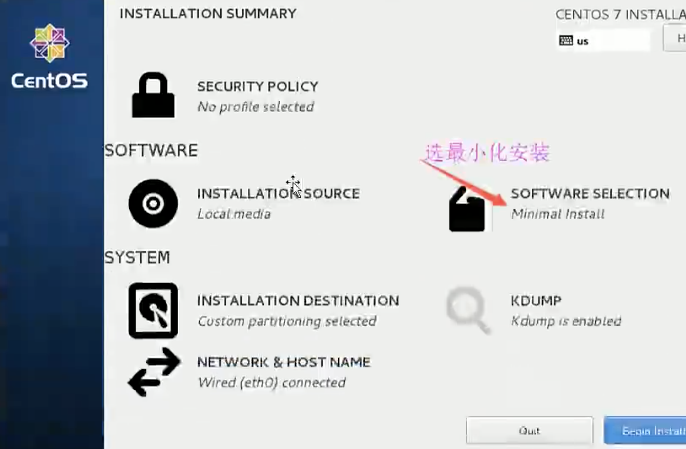 INSTALLATION SUMMARY
CENTOS 7 INSTALLA
us
H
CentOS
SECURITY POLICY
No profile selected
SOFTWARE
选最小化安装
INSTALLATION SOURCE
Local media
SOFTWARE SELECTION
Minimal Install
SYSTEM
INSTALLATION DESTINATION
Custom partitioning selected
KDUMP
Kdump is enabled
NETWORK & HOST NAME
Wired (eth0) connected
Quit
Begin Install